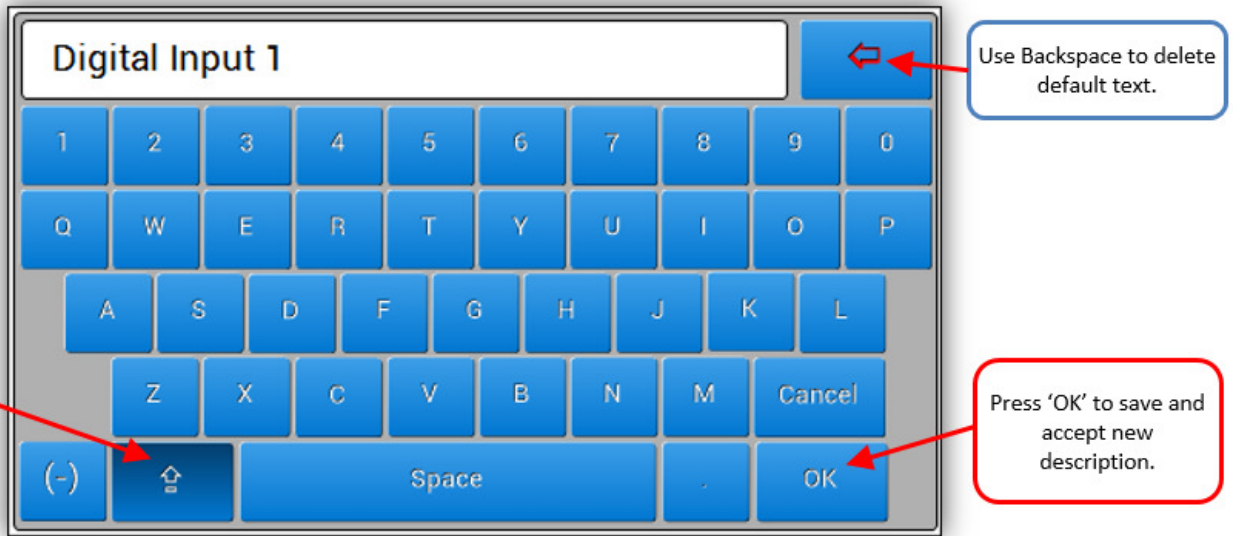 Digital Input 1
Use Backspace to delete
default text.
1 2 3 4 5 6 7 8 9 0
Q W E R T Y U I O P
A S D F G H J K L
Z X C V B N M Cancel
(-) Space . OK
Press ‘OK’ to save and
accept new
description.